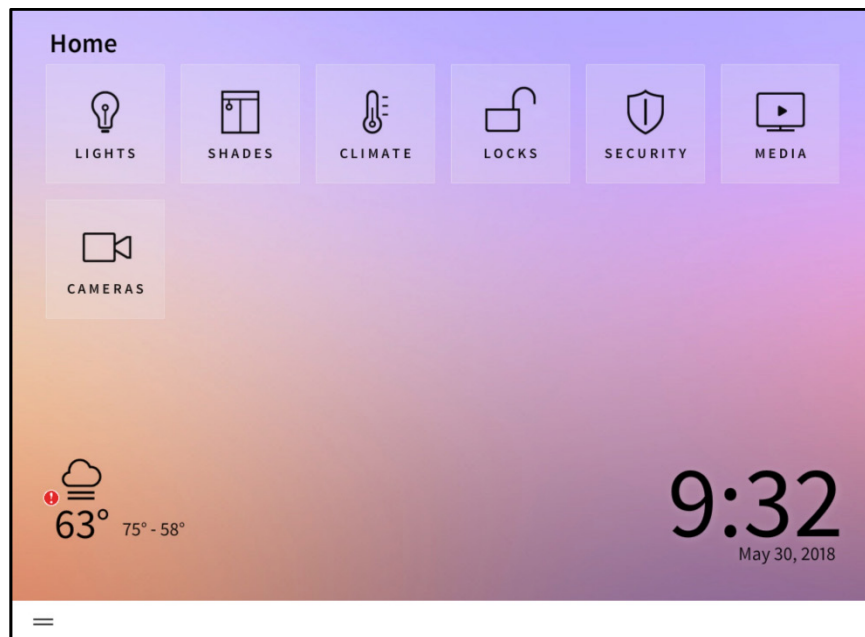 Home
LIGHTS
SHADES
CLIMATE
LOCKS
SECURITY
MEDIA
CAMERAS
63° 75° - 58°
9:32
May 30, 2018